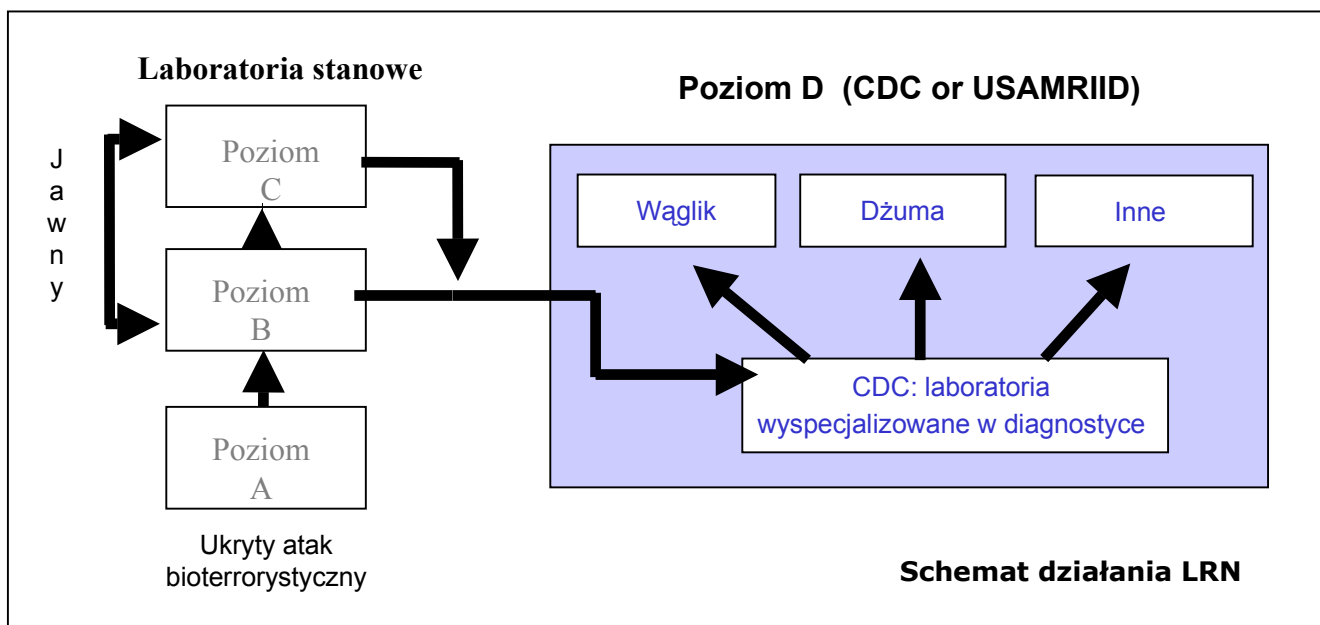 Laboratoria stanowe
Poziom D (CDC or USAMRIID)
Jawny
Poziom
C
Poziom
B
Poziom
A
Ukryty atak
bioterrorystyczny
Wąglik
Dżuma
Inne
CDC: laboratoria
wyspecjalizowane w diagnostyce
Schemat działania LRN